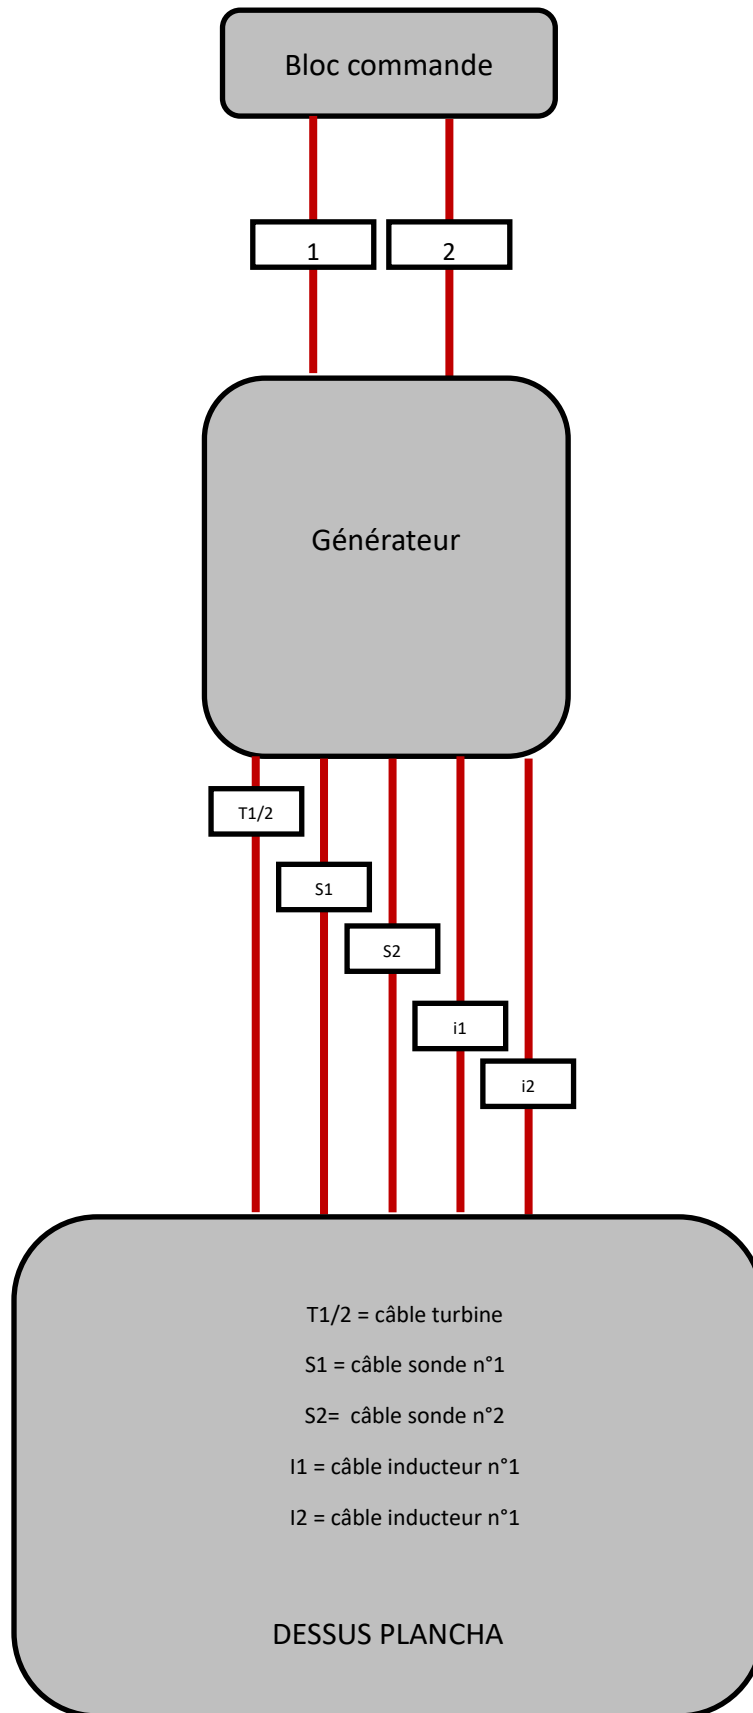 Bloc commande
1
2
Générateur
T1/2
S1
S2
i1
i2
T1/2 = câble turbine
S1 = câble sonde n°1
S2=  câble sonde n°2
I1 = câble inducteur n°1
I2 = câble inducteur n°1
DESSUS PLANCHA